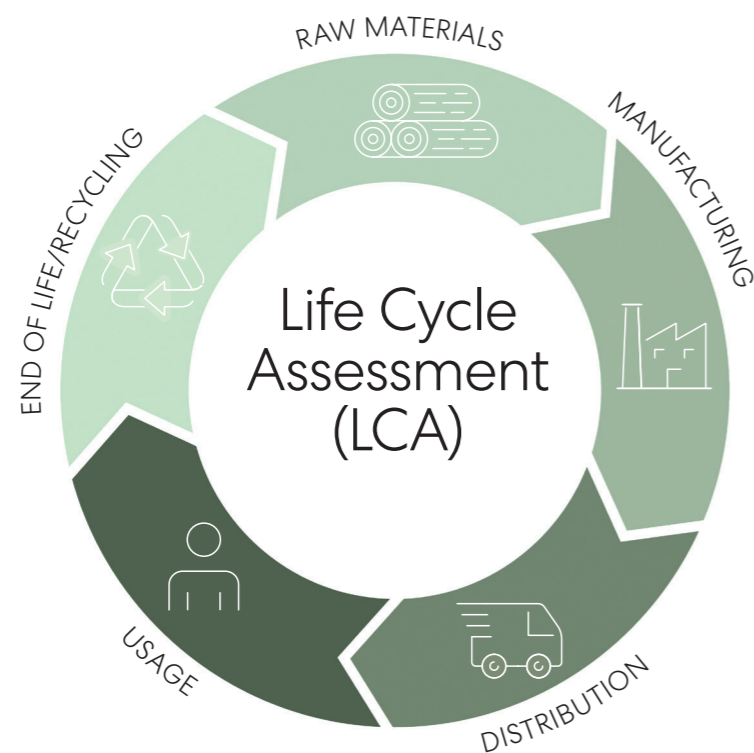 Life Cycle
Assessment
(LCA)
RAW MATERIALS
MANUFACTURING
DISTRIBUTION
USAGE
END OF LIFE/RECYCLING